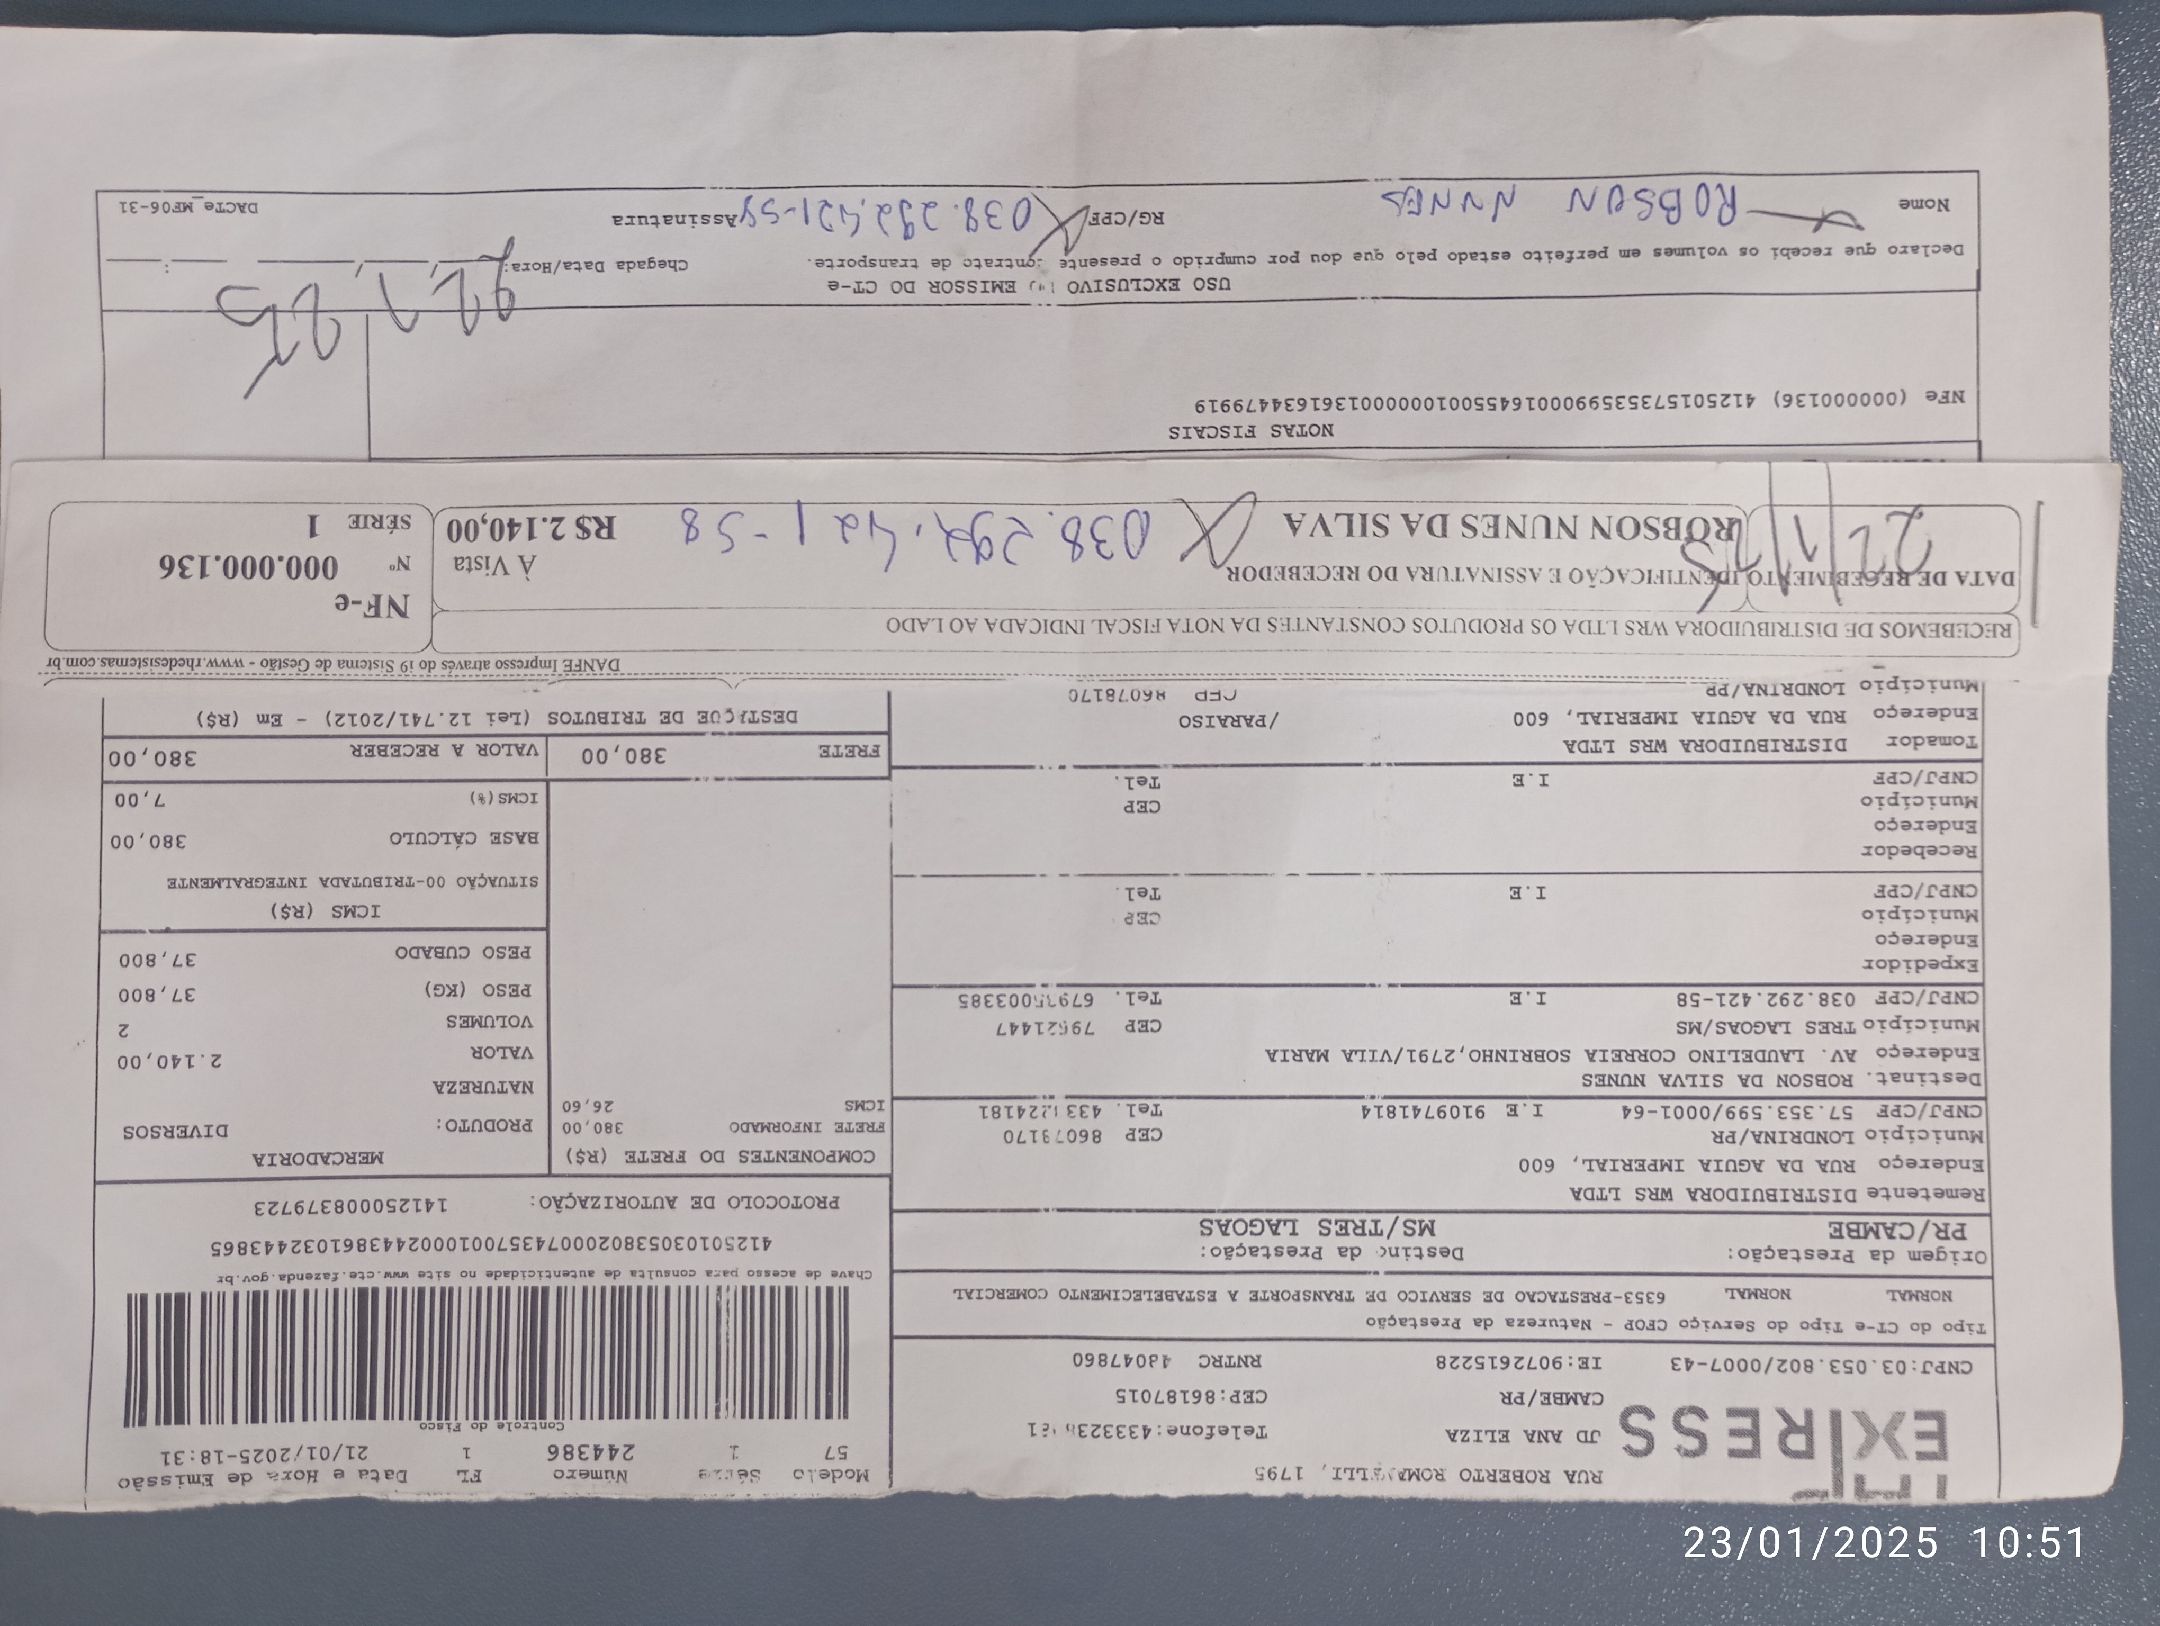 EXPRESS
RUA ROBERTO
, 1795
JD ANA ELIZA
CAMBE/PR
CEP:86187015
CNPJ:03.053.802/0007-43 IE:9072615228 RNTRC 48047860
Modelo Série Número FL Data e Hora de Emissão
57 1 244386 1 21/01/2025-18:31
Controle do Fisco
Chave de acesso para consulta de autenticidade no site www.cte.fazenda.gov.br
41250103053802000743570010002443861032443865
PROTOCOLO DE AUTORIZAÇÃO: 141250008379723
Tipo do CT-e Tipo do Serviço CFOP - Natureza da Prestação
NORMAL NORMAL 6353-PRESTACAO DE SERVICO DE TRANSPORTE A ESTABELECIMENTO COMERCIAL
Origem da Prestação: Destino da Prestação:
PR/CAMBE MS/TRES LAGOAS
Remetente DISTRIBUIDORA WRS LTDA
Endereço RUA DA AGUIA IMPERIAL, 600
Município LONDRINA/PR CEP
CNPJ/CPF 57.353.599/0001-64 I.E 9109741814 Tel.
Destinat. ROBSON DA SILVA NUNES
Endereço AV. LAUDELINO CORREIA SOBRINHO,2791/VILA MARIA
Município TRES LAGOAS/MS CEP 79621447
CNPJ/CPF 038.292.421-58 I.E Tel.
Expedidor
Endereço
Município CEP
CNPJ/CPF I.E Tel.
Recebedor
Endereço
Município CEP
CNPJ/CPF I.E Tel.
Tomador DISTRIBUIDORA WRS LTDA
Endereço RUA DA AGUIA IMPERIAL, 600 /PARAISO
Município LONDRINA/PR CEP 86078170
COMPONENTES DO FRETE (R$)
FRETE INFORMADO 380,00
ICMS 26,60
MERCADORIA
PRODUTO: DIVERSOS
NATUREZA
VALOR 2.140,00
VOLUMES 2
PESO (KG) 37,800
PESO CUBADO 37,800
ICMS (R$)
SITUAÇÃO 00-TRIBUTADA INTEGRALMENTE
BASE CÁLCULO 380,00
ICMS(%) 7,00
FRETE 380,00 VALOR A RECEBER 380,00
DESTAQUE DE TRIBUTOS (Lei 12.741/2012) - Em (R$)
DANFE Impresso através do i9 Sistema de Gestão - www.rhedesistemas.com.br
RECEBEMOS DE DISTRIBUIDORA WRS LTDA OS PRODUTOS CONSTANTES DA NOTA FISCAL INDICADA AO LADO
DATA DE RECEBIMENTO IDENTIFICAÇÃO E ASSINATURA DO RECEBEDOR
22/1/25
ROBSON NUNES DA SILVA
038.292.421-58
À Vista
R$ 2.140,00
NF-e
Nº 000.000.136
SÉRIE 1
NOTAS FISCAIS
NFe (000000136) 41250157353599000164550010000001361634479919
USO EXCLUSIVO DO EMISSOR DO CT-e
Declaro que recebi os volumes em perfeito estado pelo que dou por cumprido o presente contrato de transporte.
Chegada Data/Hora:
Nome ROBSON NUNES RG/CPF 038.292.421-58 Assinatura
DACTe_MF06-31
23/01/2025 10:51